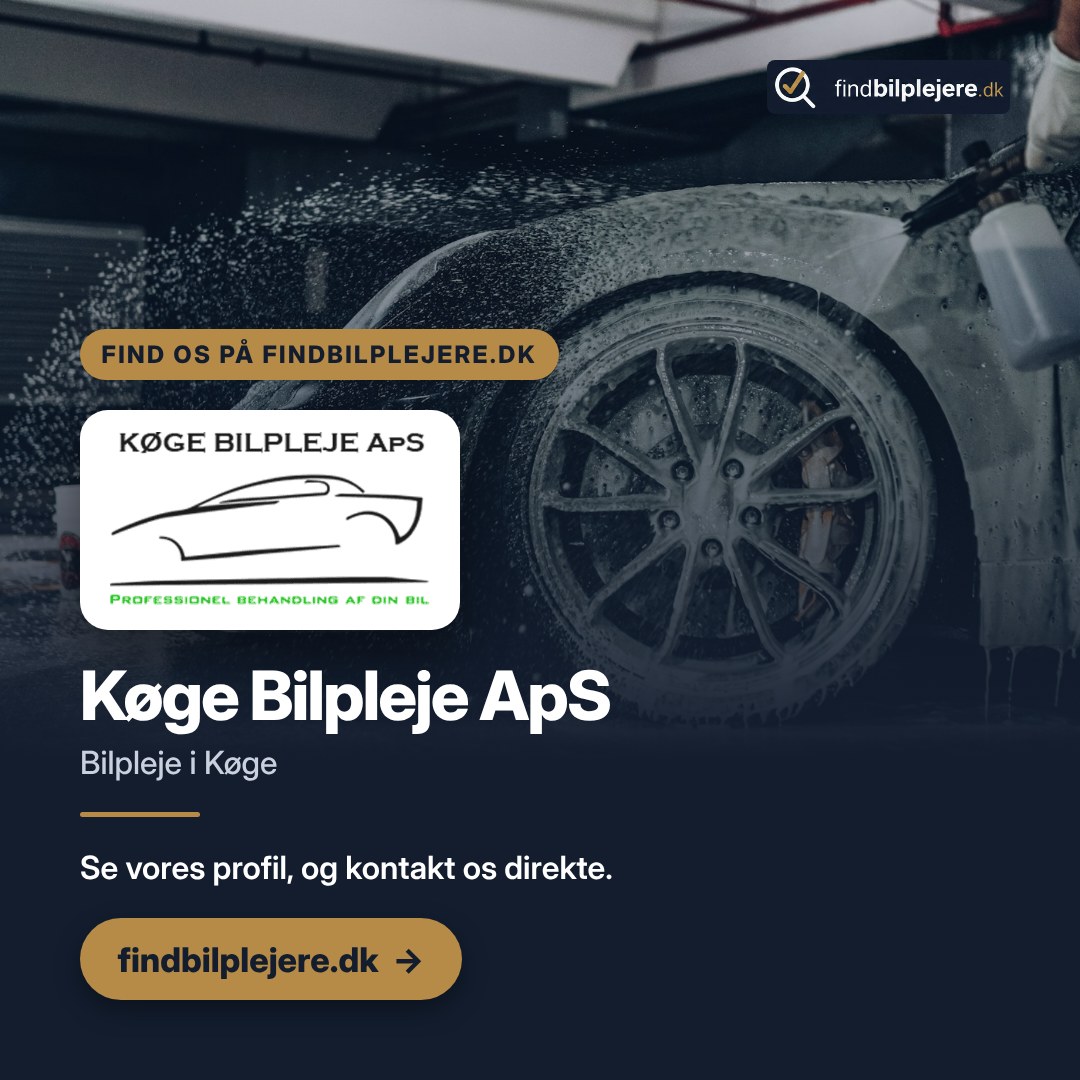 findbilplejere.dk
FIND OS PÅ FINDBILPLEJERE.DK
KØGE BILPLEJE ApS
PROFESSIONEL BEHANDLING AF DIN BIL
Køge Bilpleje ApS
Bilpleje i Køge
Se vores profil, og kontakt os direkte.
findbilplejere.dk →